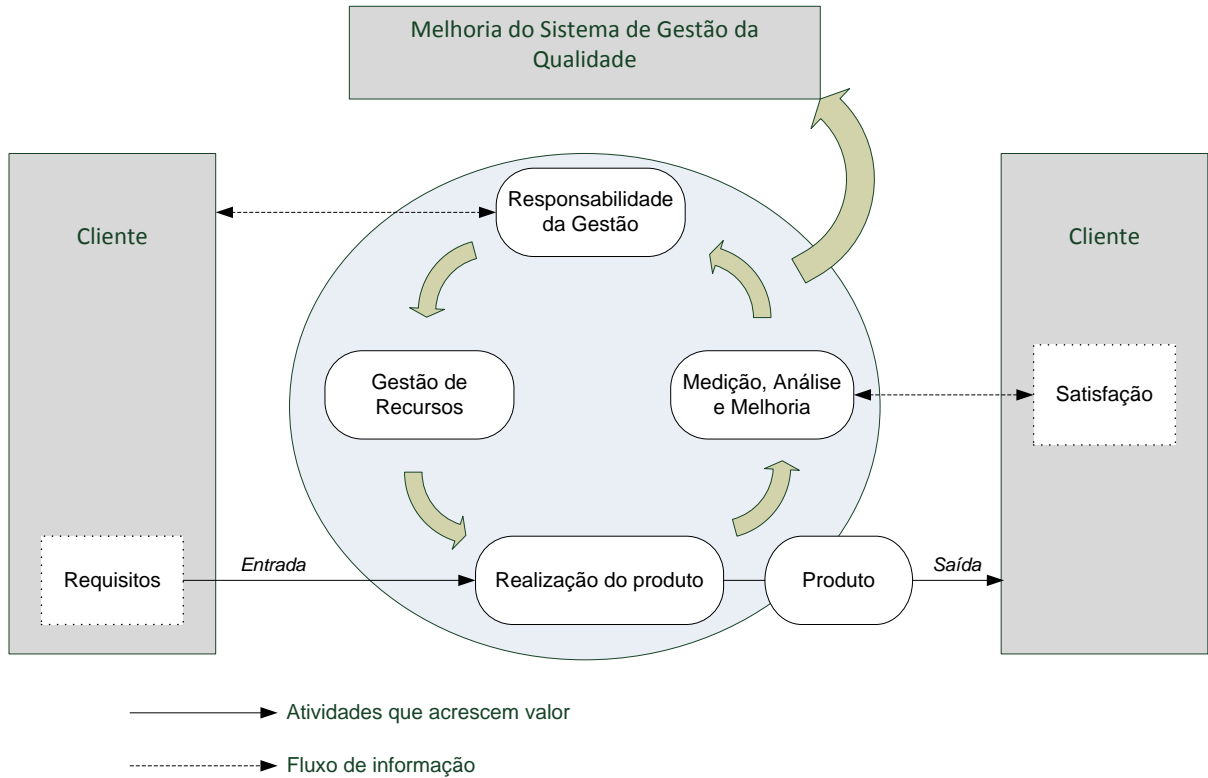 Melhoria do Sistema de Gestão da
Qualidade
Cliente
Responsabilidade
da Gestão
Cliente
Gestão de
Recursos
Medição, Análise
e Melhoria
Satisfação
Requisitos
Entrada
Realização do produto
Produto
Saída
Atividades que acrescem valor
Fluxo de informação